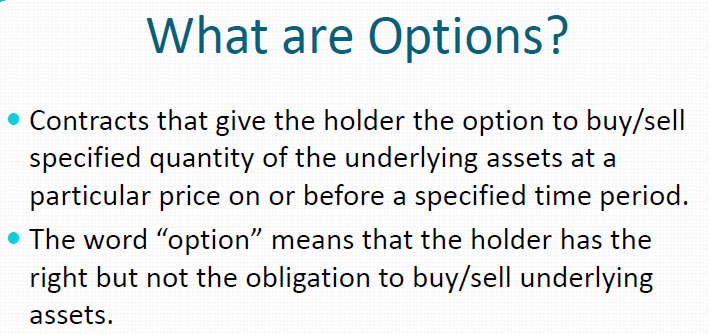 What are Options?
• Contracts that give the holder the option to buy/sell
specified quantity of the underlying assets at a
particular price on or before a specified time period.
• The word “option” means that the holder has the
right but not the obligation to buy/sell underlying
assets.